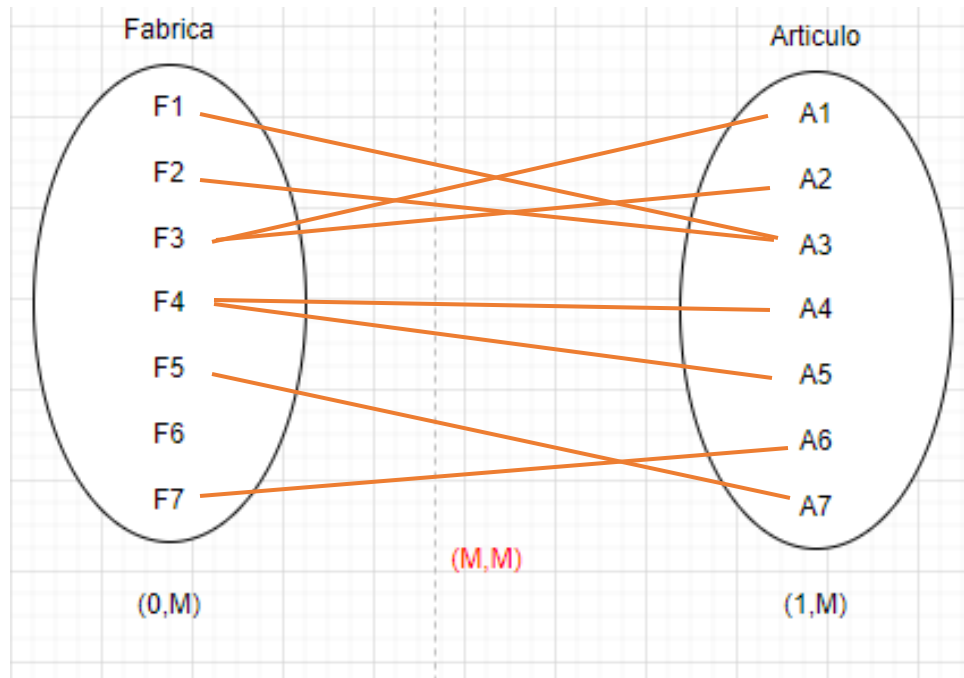 Fabrica
Articulo
F1
F2
F3
F4
F5
F6
F7
A1
A2
A3
A4
A5
A6
A7
(M,M)
(0,M)
(1,M)